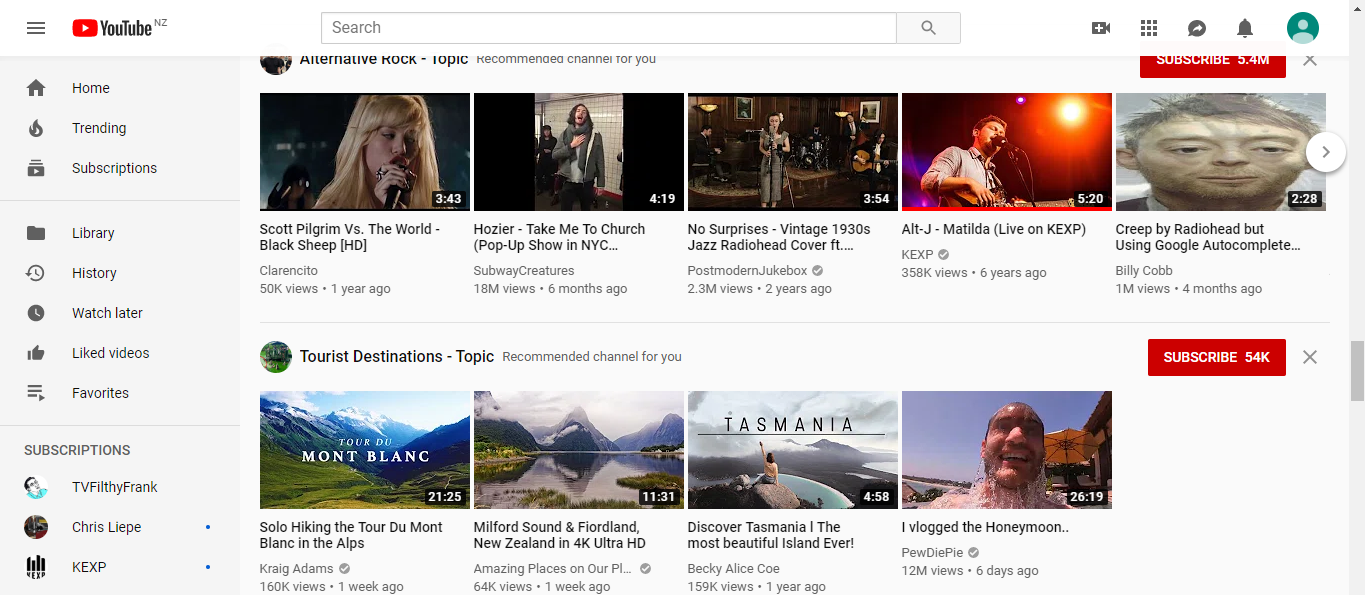 YouTube NZ
Search
Home
Trending
Subscriptions
Library
History
Watch later
Liked videos
Favorites
SUBSCRIPTIONS
TVFilthyFrank
Chris Liepe
KEXP
Alternative Rock - Topic Recommended channel for you
SUBSCRIBE 5.4M
3:43
4:19
3:54
5:20
2:28
Scott Pilgrim Vs. The World -
Black Sheep [HD]
Clarencito
50K views • 1 year ago
Hozier - Take Me To Church
(Pop-Up Show in NYC…
SubwayCreatures
18M views • 6 months ago
No Surprises - Vintage 1930s
Jazz Radiohead Cover ft.…
PostmodernJukebox
2.3M views • 2 years ago
Alt-J - Matilda (Live on KEXP)
KEXP
358K views • 6 years ago
Creep by Radiohead but
Using Google Autocomplete…
Billy Cobb
1M views • 4 months ago
Tourist Destinations - Topic Recommended channel for you
SUBSCRIBE 54K
TOUR DU
MONT BLANC
21:25
11:31
TASMANIA
4:58
26:19
Solo Hiking the Tour Du Mont
Blanc in the Alps
Kraig Adams
160K views • 1 week ago
Milford Sound & Fiordland,
New Zealand in 4K Ultra HD
Amazing Places on Our Pl…
64K views • 1 week ago
Discover Tasmania l The
most beautiful Island Ever!
Becky Alice Coe
159K views • 1 year ago
I vlogged the Honeymoon..
PewDiePie
12M views • 6 days ago